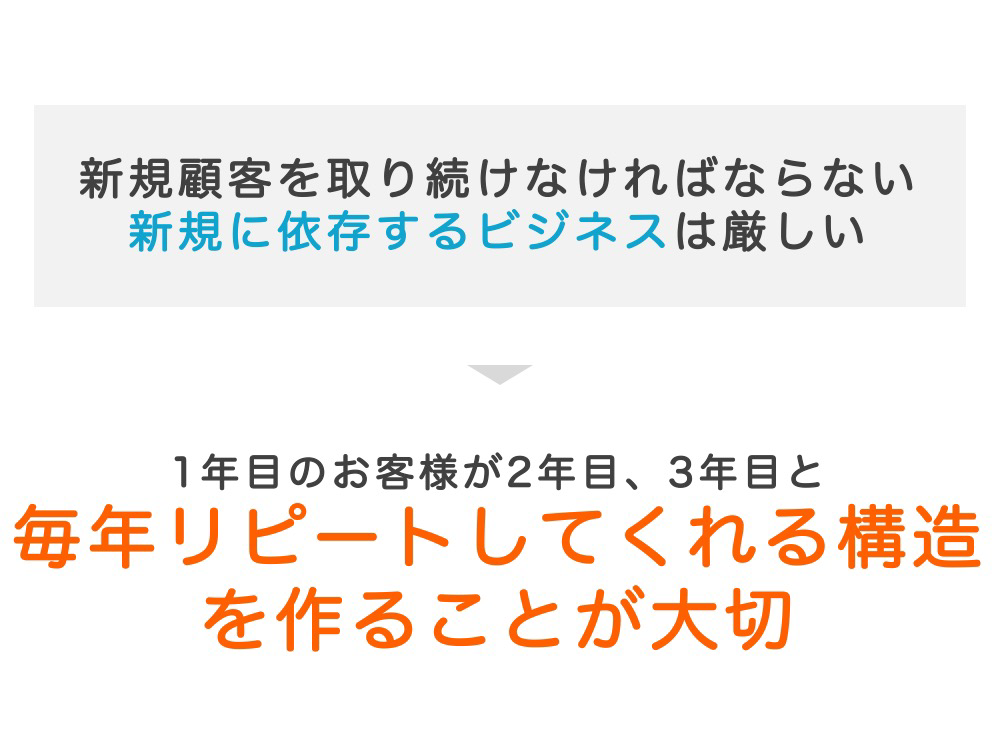 新規顧客を取り続けなければならない
新規に依存するビジネスは厳しい
1年目のお客様が2年目、3年目と
毎年リピートしてくれる構造
を作ることが大切